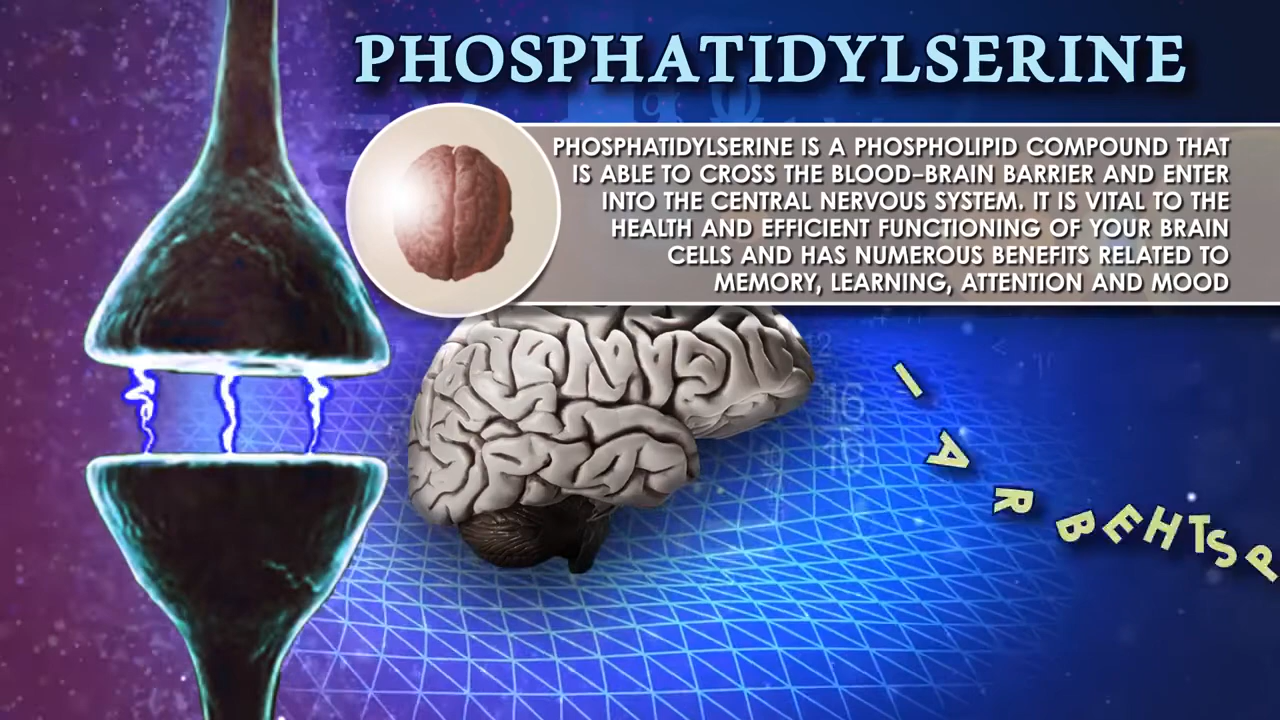 PHOSPHATIDYLSERINE
PHOSPHATIDYLSERINE IS A PHOSPHOLIPID COMPOUND THAT
IS ABLE TO CROSS THE BLOOD–BRAIN BARRIER AND ENTER
INTO THE CENTRAL NERVOUS SYSTEM. IT IS VITAL TO THE
HEALTH AND EFFICIENT FUNCTIONING OF YOUR BRAIN
CELLS AND HAS NUMEROUS BENEFITS RELATED TO
MEMORY, LEARNING, ATTENTION AND MOOD
I A R B E H T S P
16
19